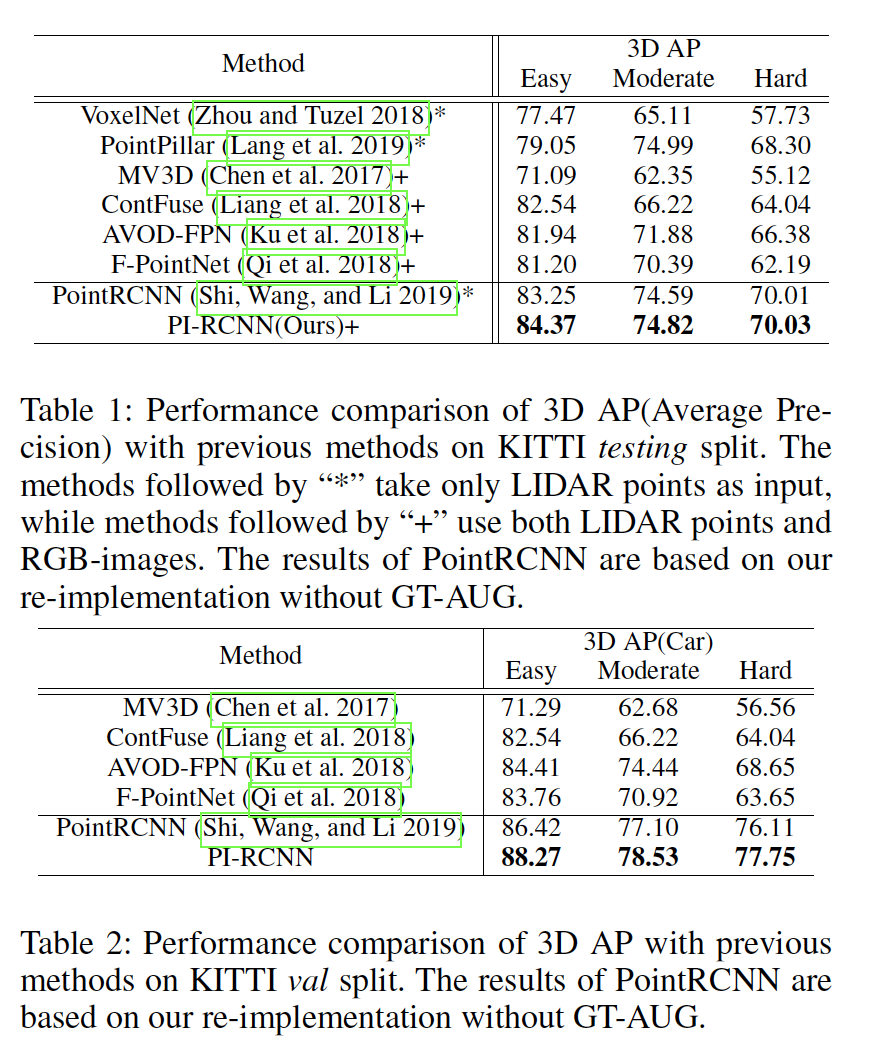 Method 3D AP
Easy Moderate Hard
VoxelNet (Zhou and Tuzel 2018)* 77.47 65.11 57.73
PointPillar (Lang et al. 2019)* 79.05 74.99 68.30
MV3D (Chen et al. 2017)+ 71.09 62.35 55.12
ContFuse (Liang et al. 2018)+ 82.54 66.22 64.04
AVOD-FPN (Ku et al. 2018)+ 81.94 71.88 66.38
F-PointNet (Qi et al. 2018)+ 81.20 70.39 62.19
PointRCNN (Shi, Wang, and Li 2019)* 83.25 74.59 70.01
PI-RCNN(Ours)+ 84.37 74.82 70.03
Table 1: Performance comparison of 3D AP(Average Pre-
cision) with previous methods on KITTI testing split. The
methods followed by “*” take only LIDAR points as input,
while methods followed by “+” use both LIDAR points and
RGB-images. The results of PointRCNN are based on our
re-implementation without GT-AUG.
Method 3D AP(Car)
Easy Moderate Hard
MV3D (Chen et al. 2017) 71.29 62.68 56.56
ContFuse (Liang et al. 2018) 82.54 66.22 64.04
AVOD-FPN (Ku et al. 2018) 84.41 74.44 68.65
F-PointNet (Qi et al. 2018) 83.76 70.92 63.65
PointRCNN (Shi, Wang, and Li 2019) 86.42 77.10 76.11
PI-RCNN 88.27 78.53 77.75
Table 2: Performance comparison of 3D AP with previous
methods on KITTI val split. The results of PointRCNN are
based on our re-implementation without GT-AUG.